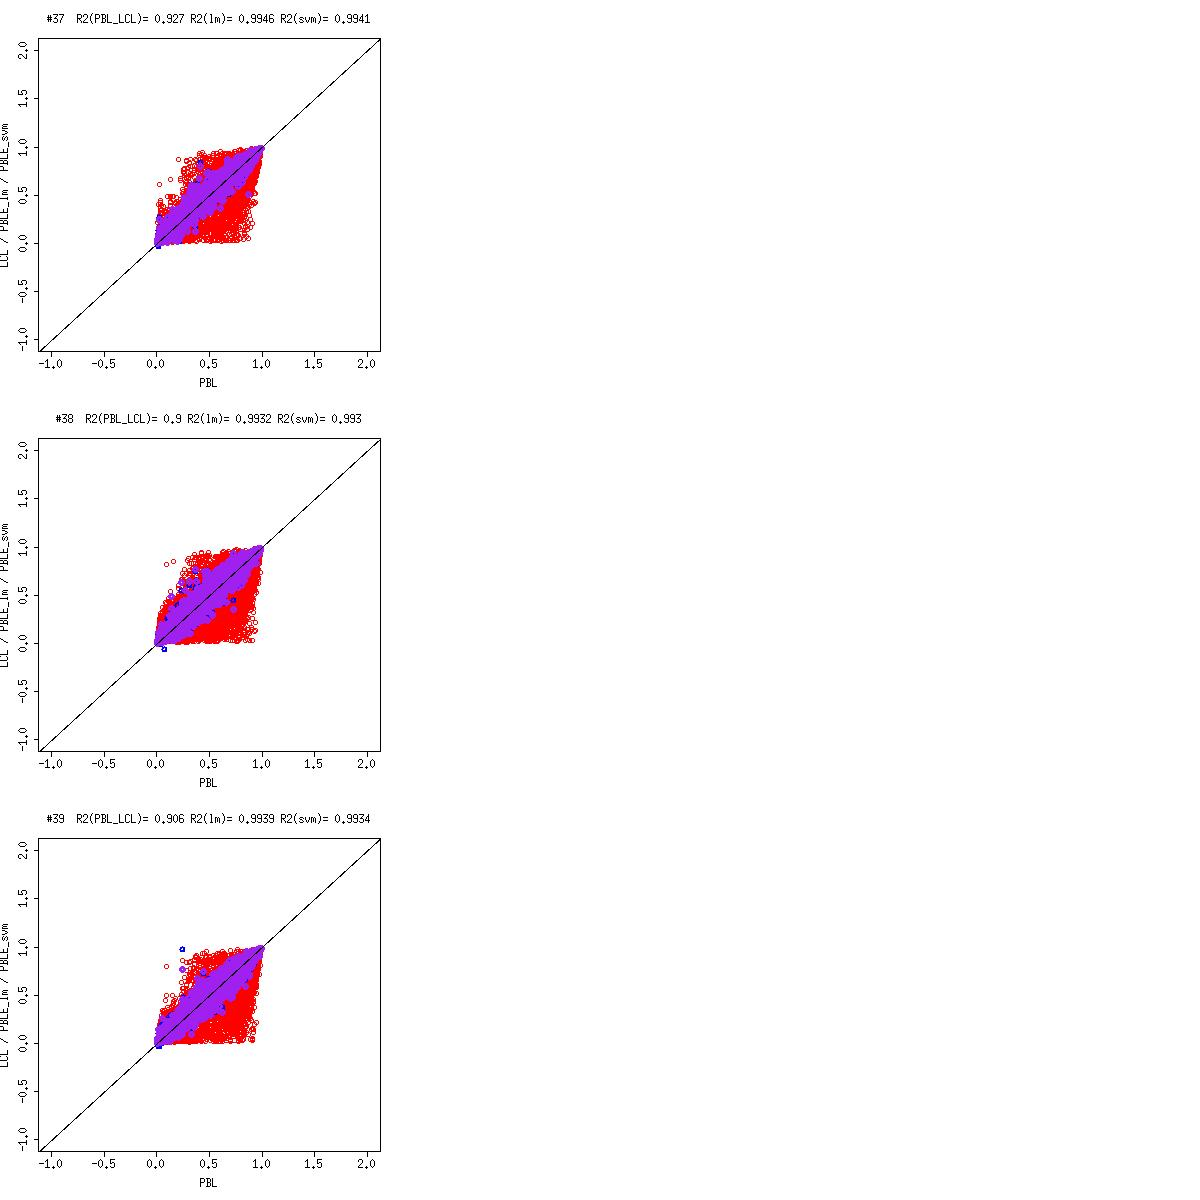 #37  R2(PBL_LCL)= 0.927 R2(lm)= 0.9946 R2(svm)= 0.9941
2.0
1.5
1.0
0.5
0.0
-0.5
-1.0
LCL / PBLE_lm / PBLE_svm
-1.0 -0.5 0.0 0.5 1.0 1.5 2.0
PBL
#38  R2(PBL_LCL)= 0.9 R2(lm)= 0.9932 R2(svm)= 0.993
2.0
1.5
1.0
0.5
0.0
-0.5
-1.0
LCL / PBLE_lm / PBLE_svm
-1.0 -0.5 0.0 0.5 1.0 1.5 2.0
PBL
#39  R2(PBL_LCL)= 0.906 R2(lm)= 0.9939 R2(svm)= 0.9934
2.0
1.5
1.0
0.5
0.0
-0.5
-1.0
LCL / PBLE_lm / PBLE_svm
-1.0 -0.5 0.0 0.5 1.0 1.5 2.0
PBL